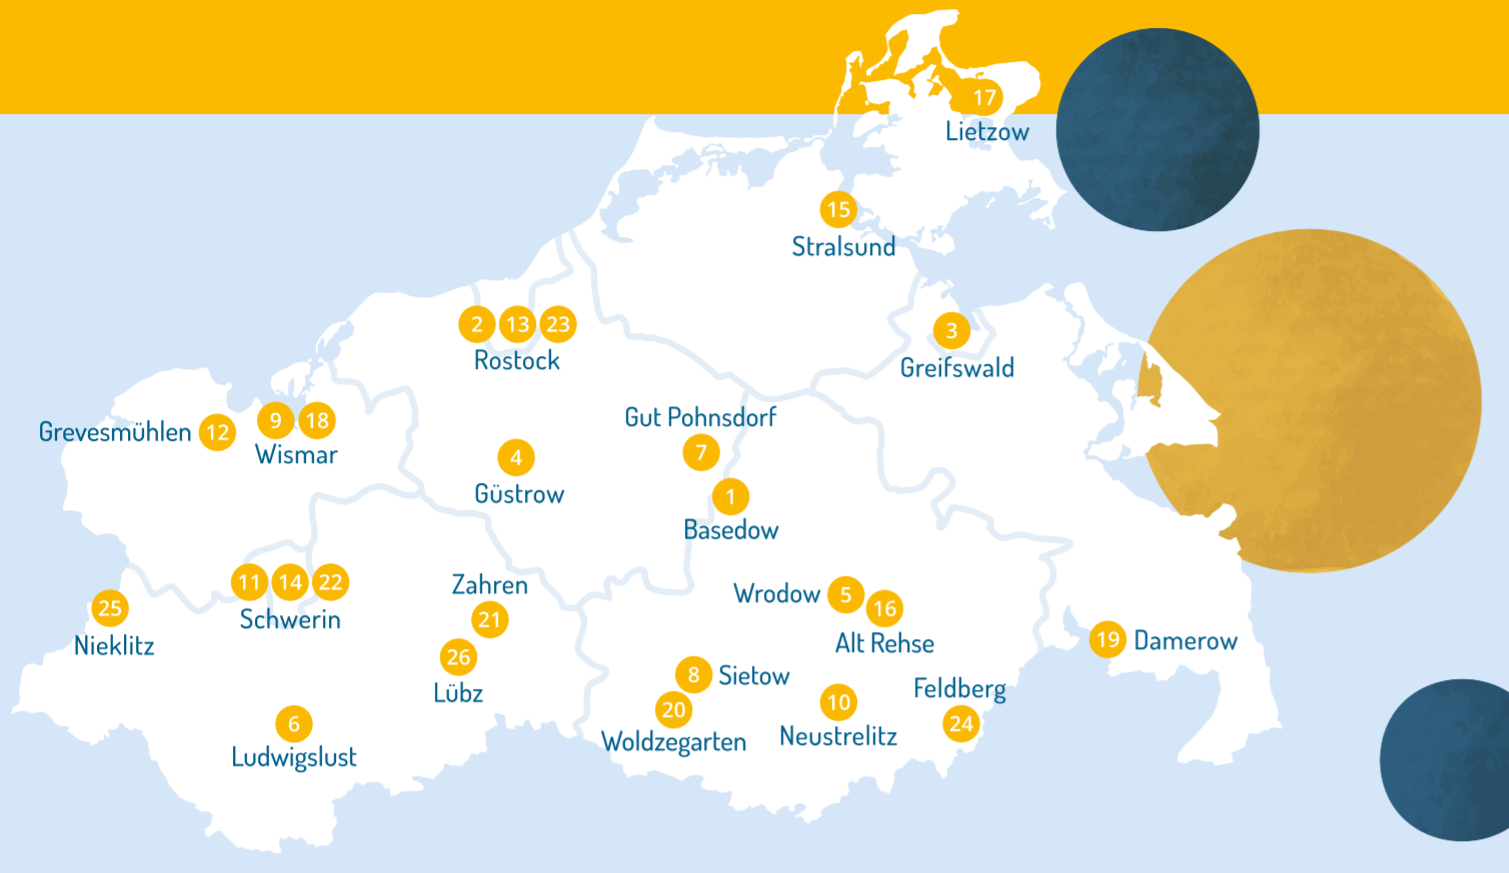 17
Lietzow
15
Stralsund
2 13 23
Rostock
3
Greifswald
Grevesmühlen 12
9 18
Wismar
4
Güstrow
Gut Pohnsdorf
7
1
Basedow
25
Nieklitz
11 14 22
Schwerin
Zahren
21
26
Lübz
Wrodow 5
16
Alt Rehse
19 Damerow
8 Sietow
20
Woldzegarten
10
Neustrelitz
Feldberg
24
6
Ludwigslust